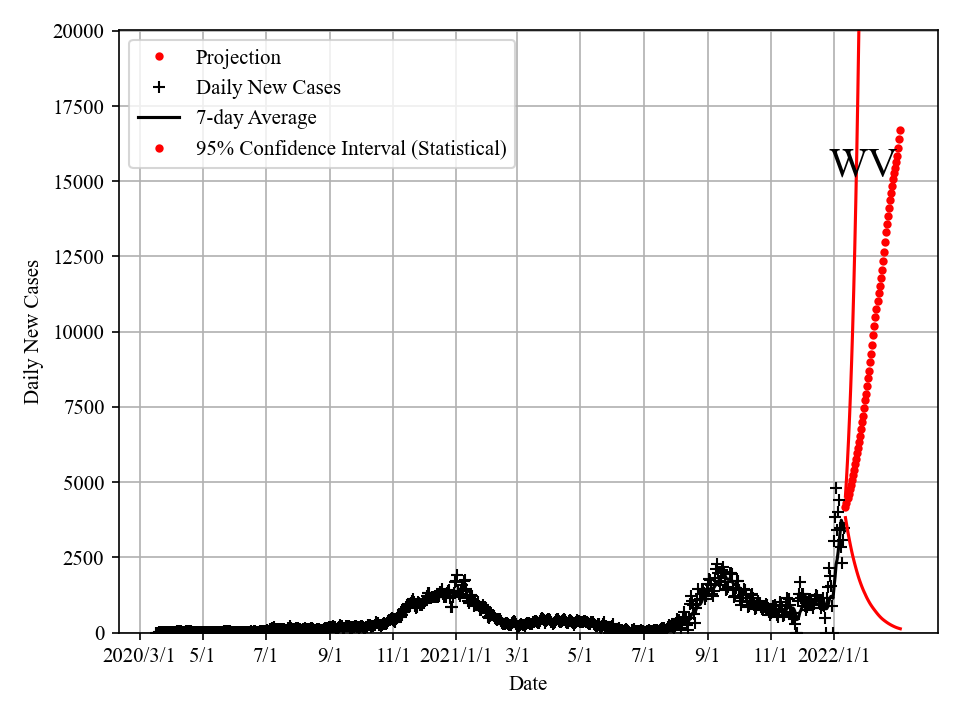 20000
17500
15000
12500
10000
7500
5000
2500
0
Daily New Cases
Projection
Daily New Cases
7-day Average
95% Confidence Interval (Statistical)
WV
2020/3/1 5/1 7/1 9/1 11/1 2021/1/1 3/1 5/1 7/1 9/1 11/1 2022/1/1
Date